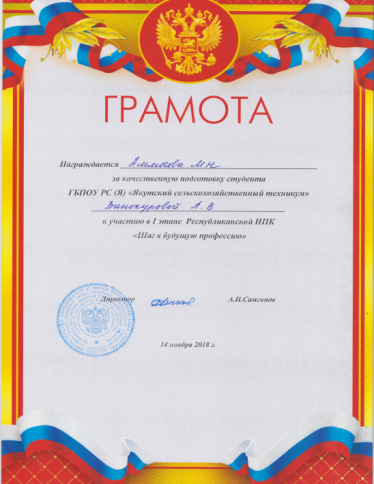 ГРАМОТА
Награждается
за качественную подготовку студента
ГБПОУ РС (Я) «Якутский сельскохозяйственный техникум»
Винокуровой А. В
к участию в I этапе Республиканской НПК
«Шаг в будущую профессию»
Директор А.П.Самсонов
14 ноября 2018 г.